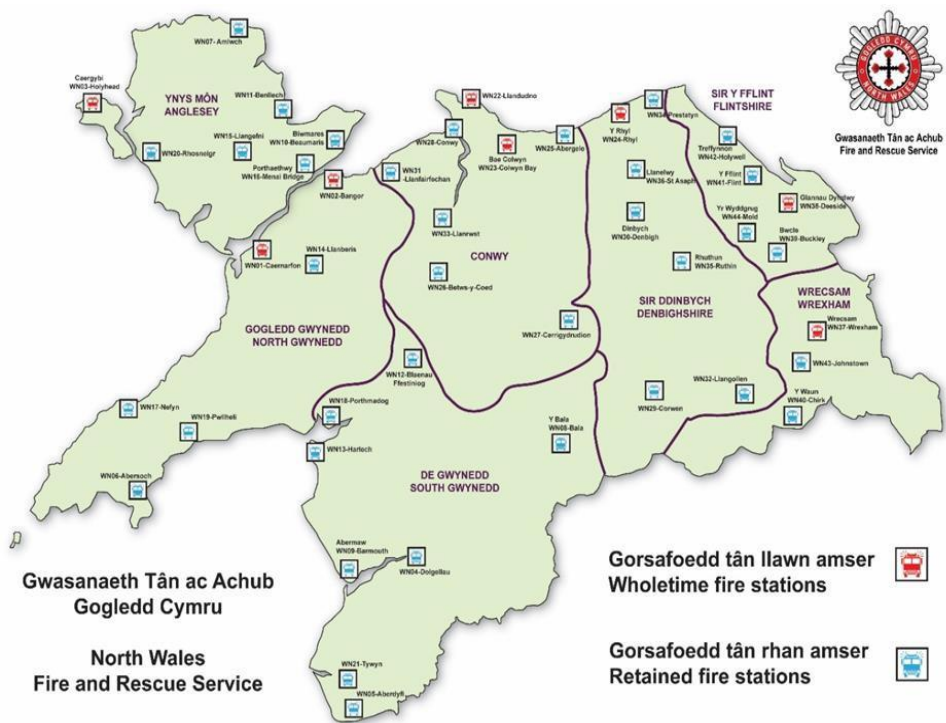 WN07- Amlwch
Caergybi
WN03-Holyhead
YNYS MÔN
ANGLESEY
WN11-Benllech
WN15-Llangefni
Biwmares
WN10-Beaumaris
WN20-Rhosneigr
Porthaethwy
WN16-Menai Bridge
WN02-Bangor
WN01-Caernarfon
WN14-Llanberis
GOGLEDD GWYNEDD
NORTH GWYNEDD
WN17-Nefyn
WN19-Pwllheli
WN06-Abersoch
WN22-Llandudno
WN28-Conwy
Bae Colwyn
WN23-Colwyn Bay
WN25-Abergele
WN31
-Llanfairfechan
WN33-Llanrwst
CONWY
WN26-Betws-y-Coed
WN27-Cerrigydrudion
WN12-Blaenau
Ffestiniog
WN18-Porthmadog
WN13-Harlech
Y Bala
WN08-Bala
DE GWYNEDD
SOUTH GWYNEDD
Abermaw
WN09-Barmouth
WN04-Dolgellau
WN21-Tywyn
WN05-Aberdyfi
Y Rhyl
WN24-Rhyl
WN34-Prestatyn
Llanelwy
WN36-St Asaph
Dinbych
WN30-Denbigh
Rhuthun
WN35-Ruthin
SIR DDINBYCH
DENBIGHSHIRE
WN29-Corwen
WN32-Llangollen
SIR Y FFLINT
FLINTSHIRE
Treffynnon
WN42-Holywell
Y Fflint
WN41-Flint
Glannau Dyfrdwy
WN38-Deeside
Yr Wyddgrug
WN44-Mold
Bwcle
WN39-Buckley
WRECSAM
WREXHAM
Wrecsam
WN37-Wrexham
WN43-Johnstown
Y Waun
WN40-Chirk
GOGLEDD CYMRU
NORTH WALES
Gwasanaeth Tân ac Achub
Fire and Rescue Service
Gwasanaeth Tân ac Achub
Gogledd Cymru
North Wales
Fire and Rescue Service
Gorsafoedd tân llawn amser
Wholetime fire stations
Gorsafoedd tân rhan amser
Retained fire stations